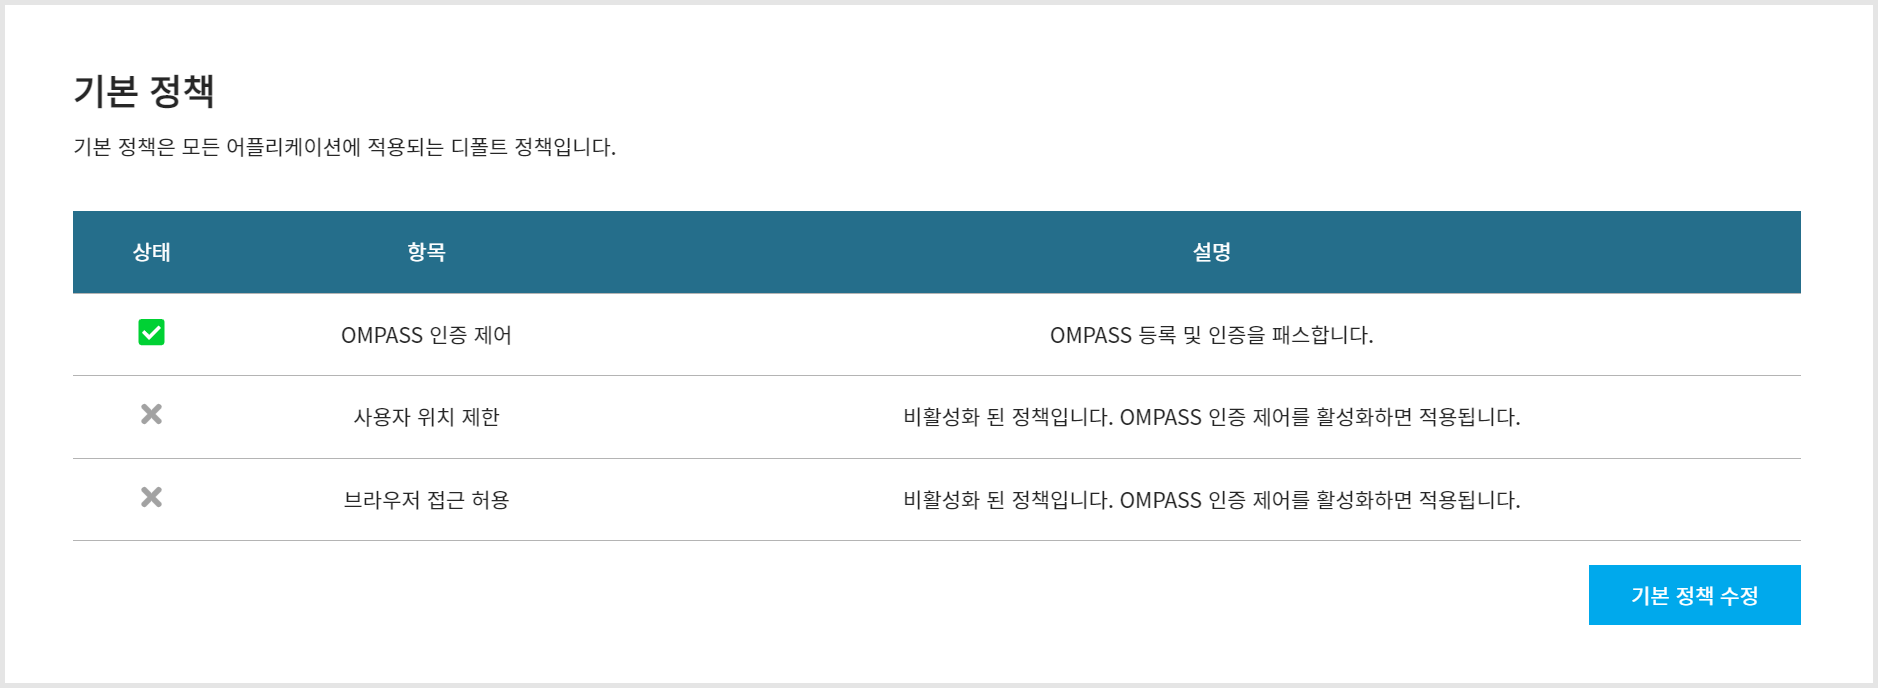 기본 정책
기본 정책은 모든 어플리케이션에 적용되는 디폴트 정책입니다.
상태 항목 설명
OMPASS 인증 제어 OMPASS 등록 및 인증을 패스합니다.
사용자 위치 제한 비활성화 된 정책입니다. OMPASS 인증 제어를 활성화하면 적용됩니다.
브라우저 접근 허용 비활성화 된 정책입니다. OMPASS 인증 제어를 활성화하면 적용됩니다.
기본 정책 수정